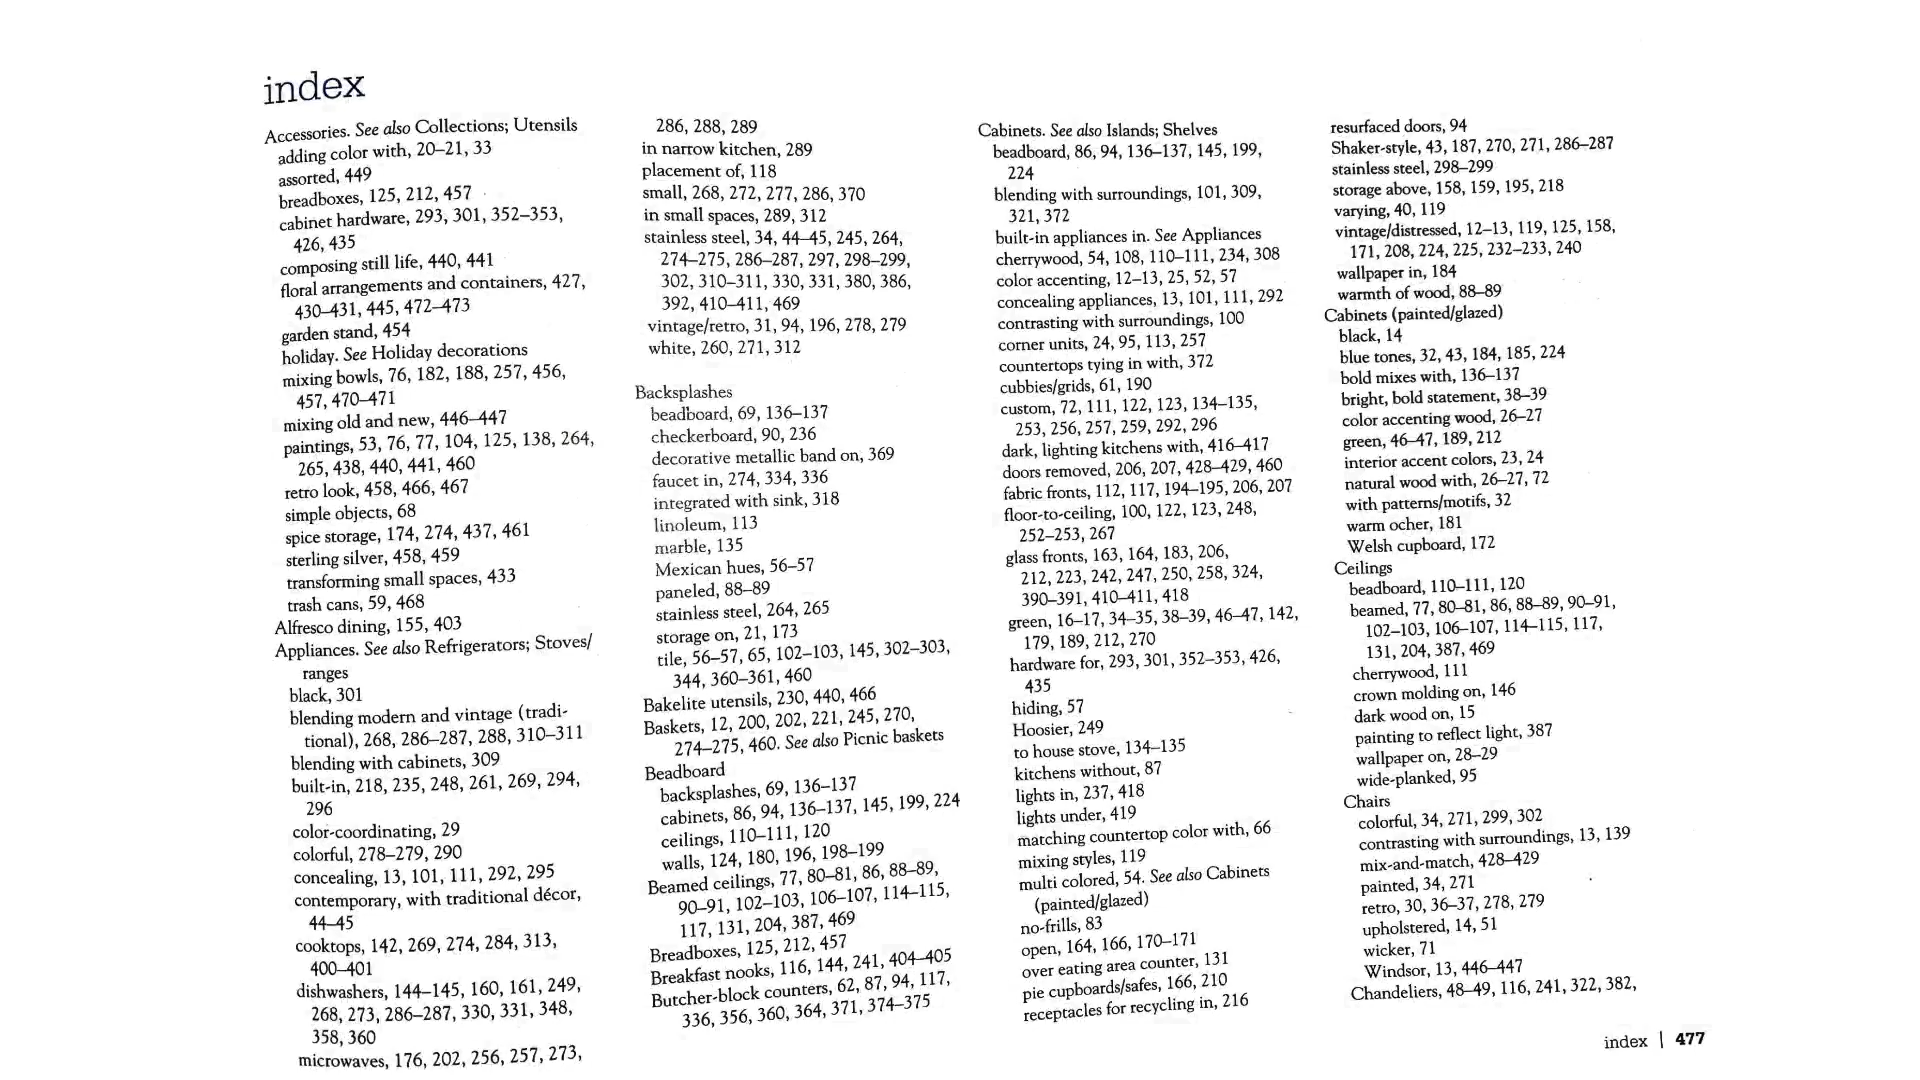 index
Accessories. See also Collections; Utensils
adding color with, 20–21, 33
assorted, 449
breadboxes, 125, 212, 457
cabinet hardware, 293, 301, 352–353,
426, 435
composing still life, 440, 441
floral arrangements and containers, 427,
430–431, 445, 472–473
garden stand, 454
holiday. See Holiday decorations
mixing bowls, 76, 182, 188, 257, 456,
457, 470–471
mixing old and new, 446–447
paintings, 53, 76, 77, 104, 125, 138, 264,
265, 438, 440, 441, 460
retro look, 458, 466, 467
simple objects, 68
spice storage, 174, 274, 437, 461
sterling silver, 458, 459
transforming small spaces, 433
trash cans, 59, 468
Alfresco dining, 155, 403
Appliances. See also Refrigerators; Stoves/
ranges
black, 301
blending modern and vintage (tradi-
tional), 268, 286–287, 288, 310–311
blending with cabinets, 309
built-in, 218, 235, 248, 261, 269, 294,
296
color-coordinating, 29
colorful, 278–279, 290
concealing, 13, 101, 111, 292, 295
contemporary, with traditional décor,
44–45
cooktops, 142, 269, 274, 284, 313,
400–401
dishwashers, 144–145, 160, 161, 249,
268, 273, 286–287, 330, 331, 348,
358, 360
microwaves, 176, 202, 256, 257, 273,
286, 288, 289
in narrow kitchen, 289
placement of, 118
small, 268, 272, 277, 286, 370
in small spaces, 289, 312
stainless steel, 34, 44–45, 245, 264,
274–275, 286–287, 297, 298–299,
302, 310–311, 330, 331, 380, 386,
392, 410–411, 469
vintage/retro, 31, 94, 196, 278, 279
white, 260, 271, 312
Backsplashes
beadboard, 69, 136–137
checkerboard, 90, 236
decorative metallic band on, 369
faucet in, 274, 334, 336
integrated with sink, 318
linoleum, 113
marble, 135
Mexican hues, 56–57
paneled, 88–89
stainless steel, 264, 265
storage on, 21, 173
tile, 56–57, 65, 102–103, 145, 302–303,
344, 360–361, 460
Bakelite utensils, 230, 440, 466
Baskets, 12, 200, 202, 221, 245, 270,
274–275, 460. See also Picnic baskets
Beadboard
backsplashes, 69, 136–137
cabinets, 86, 94, 136–137, 145, 199, 224
ceilings, 110–111, 120
walls, 124, 180, 196, 198–199
Beamed ceilings, 77, 80–81, 86, 88–89,
90–91, 102–103, 106–107, 114–115,
117, 131, 204, 387, 469
Breadboxes, 125, 212, 457
Breakfast nooks, 116, 144, 241, 404–405
Butcher-block counters, 62, 87, 94, 117,
336, 356, 360, 364, 371, 374–375
Cabinets. See also Islands; Shelves
beadboard, 86, 94, 136–137, 145, 199,
224
blending with surroundings, 101, 309,
321, 372
built-in appliances in. See Appliances
cherrywood, 54, 108, 110–111, 234, 308
color accenting, 12–13, 25, 52, 57
concealing appliances, 13, 101, 111, 292
contrasting with surroundings, 100
corner units, 24, 95, 113, 257
countertops tying in with, 372
cubbies/grids, 61, 190
custom, 72, 111, 122, 123, 134–135,
253, 256, 257, 259, 292, 296
dark, lighting kitchens with, 416–417
doors removed, 206, 207, 428–429, 460
fabric fronts, 112, 117, 194–195, 206, 207
floor-to-ceiling, 100, 122, 123, 248,
252–253, 267
glass fronts, 163, 164, 183, 206,
212, 223, 242, 247, 250, 258, 324,
390–391, 410–411, 418
green, 16–17, 34–35, 38–39, 46–47, 142,
179, 189, 212, 270
hardware for, 293, 301, 352–353, 426,
435
hiding, 57
Hoosier, 249
to house stove, 134–135
kitchens without, 87
lights in, 237, 418
lights under, 419
matching countertop color with, 66
mixing styles, 119
multi colored, 54. See also Cabinets
(painted/glazed)
no-frills, 83
open, 164, 166, 170–171
over eating area counter, 131
pie cupboards/safes, 166, 210
receptacles for recycling in, 216
resurfaced doors, 94
Shaker-style, 43, 187, 270, 271, 286–287
stainless steel, 298–299
storage above, 158, 159, 195, 218
varying, 40, 119
vintage/distressed, 12–13, 119, 125, 158,
171, 208, 224, 225, 232–233, 240
wallpaper in, 184
warmth of wood, 88–89
Cabinets (painted/glazed)
black, 14
blue tones, 32, 43, 184, 185, 224
bold mixes with, 136–137
bright, bold statement, 38–39
color accenting wood, 26–27
green, 46–47, 189, 212
interior accent colors, 23, 24
natural wood with, 26–27, 72
with patterns/motifs, 32
warm ocher, 181
Welsh cupboard, 172
Ceilings
beadboard, 110–111, 120
beamed, 77, 80–81, 86, 88–89, 90–91,
102–103, 106–107, 114–115, 117,
131, 204, 387, 469
cherrywood, 111
crown molding on, 146
dark wood on, 15
painting to reflect light, 387
wallpaper on, 28–29
wide-planked, 95
Chairs
colorful, 34, 271, 299, 302
contrasting with surroundings, 13, 139
mix-and-match, 428–429
painted, 34, 271
retro, 30, 36–37, 278, 279
upholstered, 14, 51
wicker, 71
Windsor, 13, 446–447
Chandeliers, 48–49, 116, 241, 322, 382,
index | 477